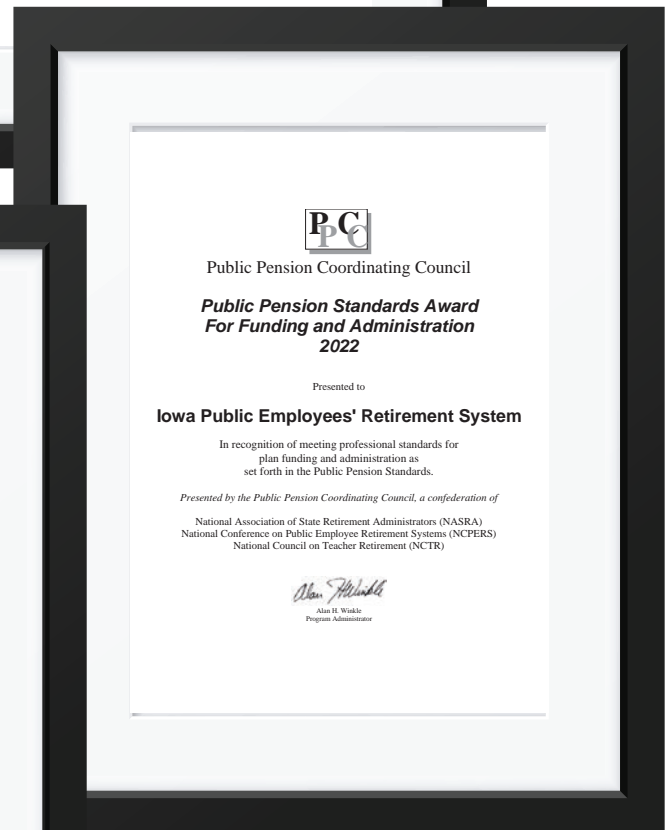 PPCC
Public Pension Coordinating Council
Public Pension Standards Award
For Funding and Administration
2022
Presented to
Iowa Public Employees' Retirement System
In recognition of meeting professional standards for
plan funding and administration as
set forth in the Public Pension Standards.
Presented by the Public Pension Coordinating Council, a confederation of
National Association of State Retirement Administrators (NASRA)
National Conference on Public Employee Retirement Systems (NCPERS)
National Council on Teacher Retirement (NCTR)
Alan H Winkle
Alan H. Winkle
Program Administrator